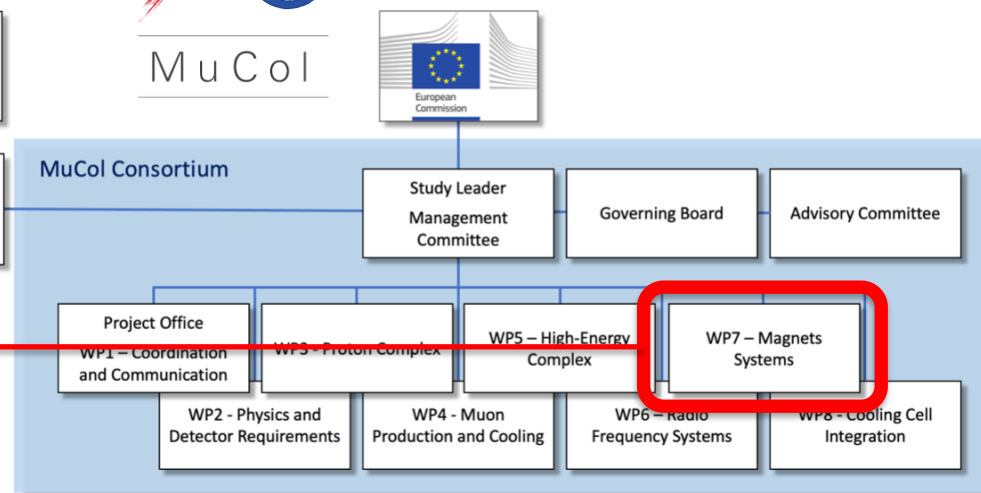 MuCol
European
Commission
MuCol Consortium
Study Leader
Management
Committee
Governing Board
Advisory Committee
Project Office
WP1 – Coordination
and Communication
WP3 - Proton Complex
WP5 – High-Energy
Complex
WP7 – Magnets
Systems
WP2 - Physics and
Detector Requirements
WP4 - Muon
Production and Cooling
WP6 – Radio
Frequency Systems
WP8 - Cooling Cell
Integration